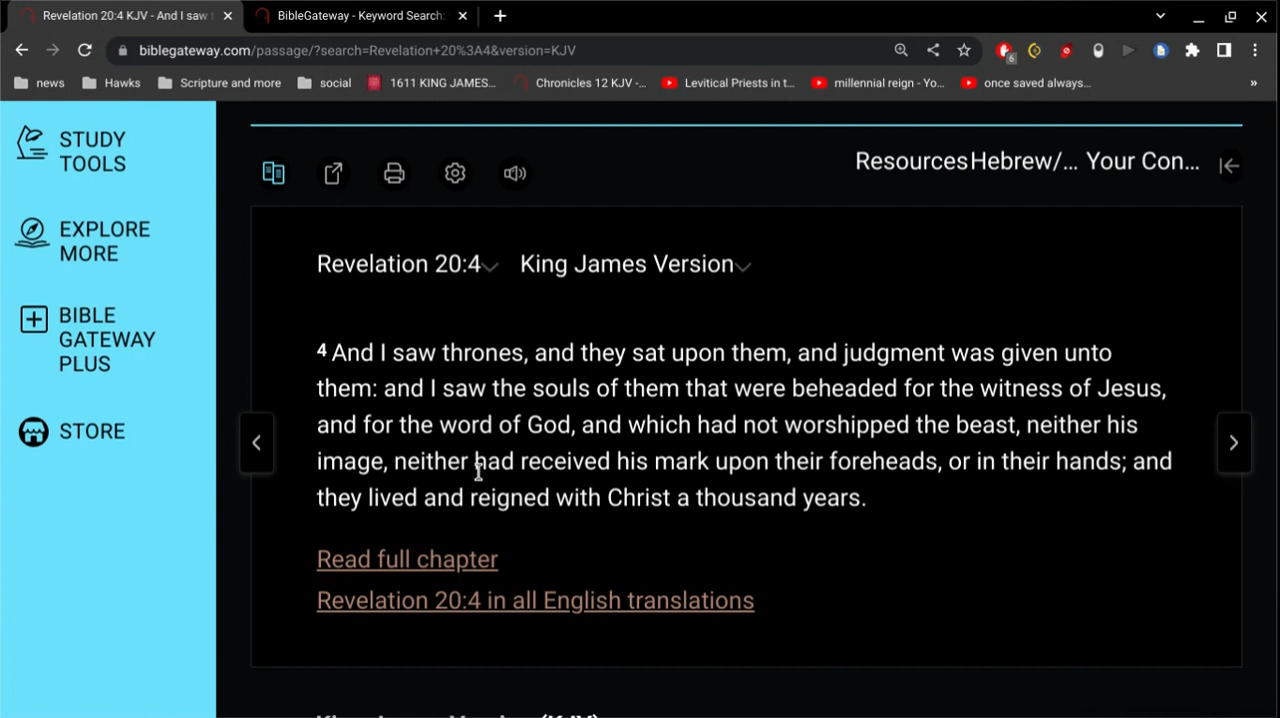 Revelation 20:4 KJV - And I saw t
BibleGateway - Keyword Search:
biblegateway.com/passage/?search=Revelation+20%3A4&version=KJV
6
news
Hawks
Scripture and more
social
1611 KING JAMES...
Chronicles 12 KJV -...
Levitical Priests in t...
millennial reign - Yo...
once saved always...
»
STUDY
TOOLS
EXPLORE
MORE
BIBLE
GATEWAY
PLUS
STORE
Resources Hebrew/... Your Con...
Revelation 20:4 King James Version
4 And I saw thrones, and they sat upon them, and judgment was given unto
them: and I saw the souls of them that were beheaded for the witness of Jesus,
and for the word of God, and which had not worshipped the beast, neither his
image, neither had received his mark upon their foreheads, or in their hands; and
they lived and reigned with Christ a thousand years.
Read full chapter
Revelation 20:4 in all English translations